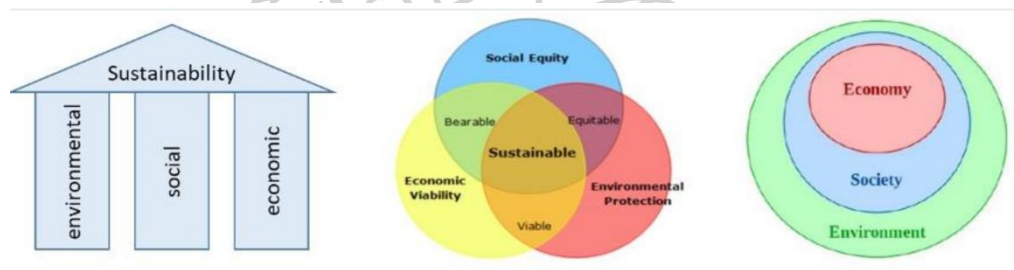 Sustainability
environmental
social
economic
Social Equity
Bearable
Equitable
Sustainable
Economic
Viability
Environmental
Protection
Viable
Economy
Society
Environment